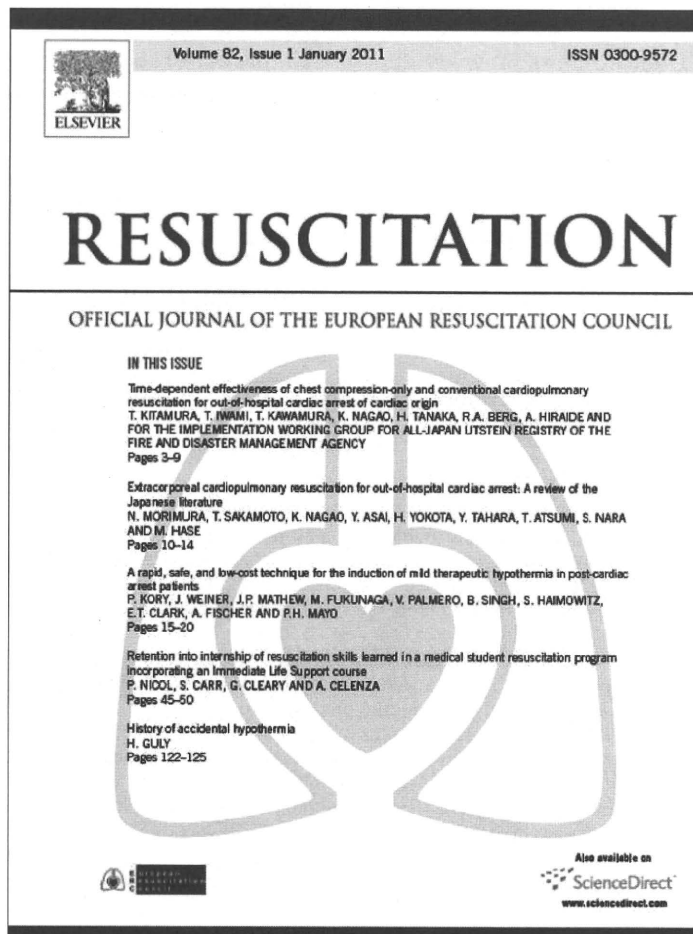 Volume 82, Issue 1 January 2011
ISSN 0300-9572
ELSEVIER
RESUSCITATION
OFFICIAL JOURNAL OF THE EUROPEAN RESUSCITATION COUNCIL
IN THIS ISSUE
Time-dependent effectiveness of chest compression-only and conventional cardiopulmonary
resuscitation for out-of-hospital cardiac arrest of cardiac origin
T. KITAMURA, T. IWAMI, T. KAWAMURA, K. NAGAO, H. TANAKA, R.A. BERG, A. HIRAIDE AND
FOR THE IMPLEMENTATION WORKING GROUP FOR ALL-JAPAN UTSTEIN REGISTRY OF THE
FIRE AND DISASTER MANAGEMENT AGENCY
Pages 3–9
Extracorporeal cardiopulmonary resuscitation for out-of-hospital cardiac arrest: A review of the
Japanese literature
N. MORIMURA, T. SAKAMOTO, K. NAGAO, Y. ASAI, H. YOKOTA, Y. TAHARA, T. ATSUMI, S. NARA
AND M. HASE
Pages 10–14
A rapid, safe, and low-cost technique for the induction of mild therapeutic hypothermia in post-cardiac
arrest patients
P. KORY, J. WEINER, J.P. MATHEW, M. FUKUNAGA, V. PALMERO, B. SINGH, S. HAIMOWITZ,
E.T. CLARK, A. FISCHER AND P.H. MAYO
Pages 15–20
Retention into internship of resuscitation skills learned in a medical student resuscitation program
incorporating an Immediate Life Support course
P. NICOL, S. CARR, G. CLEARY AND A. CELENZA
Pages 45–50
History of accidental hypothermia
H. GULY
Pages 122–125
european
resuscitation
council
Also available on
ScienceDirect
www.sciencedirect.com